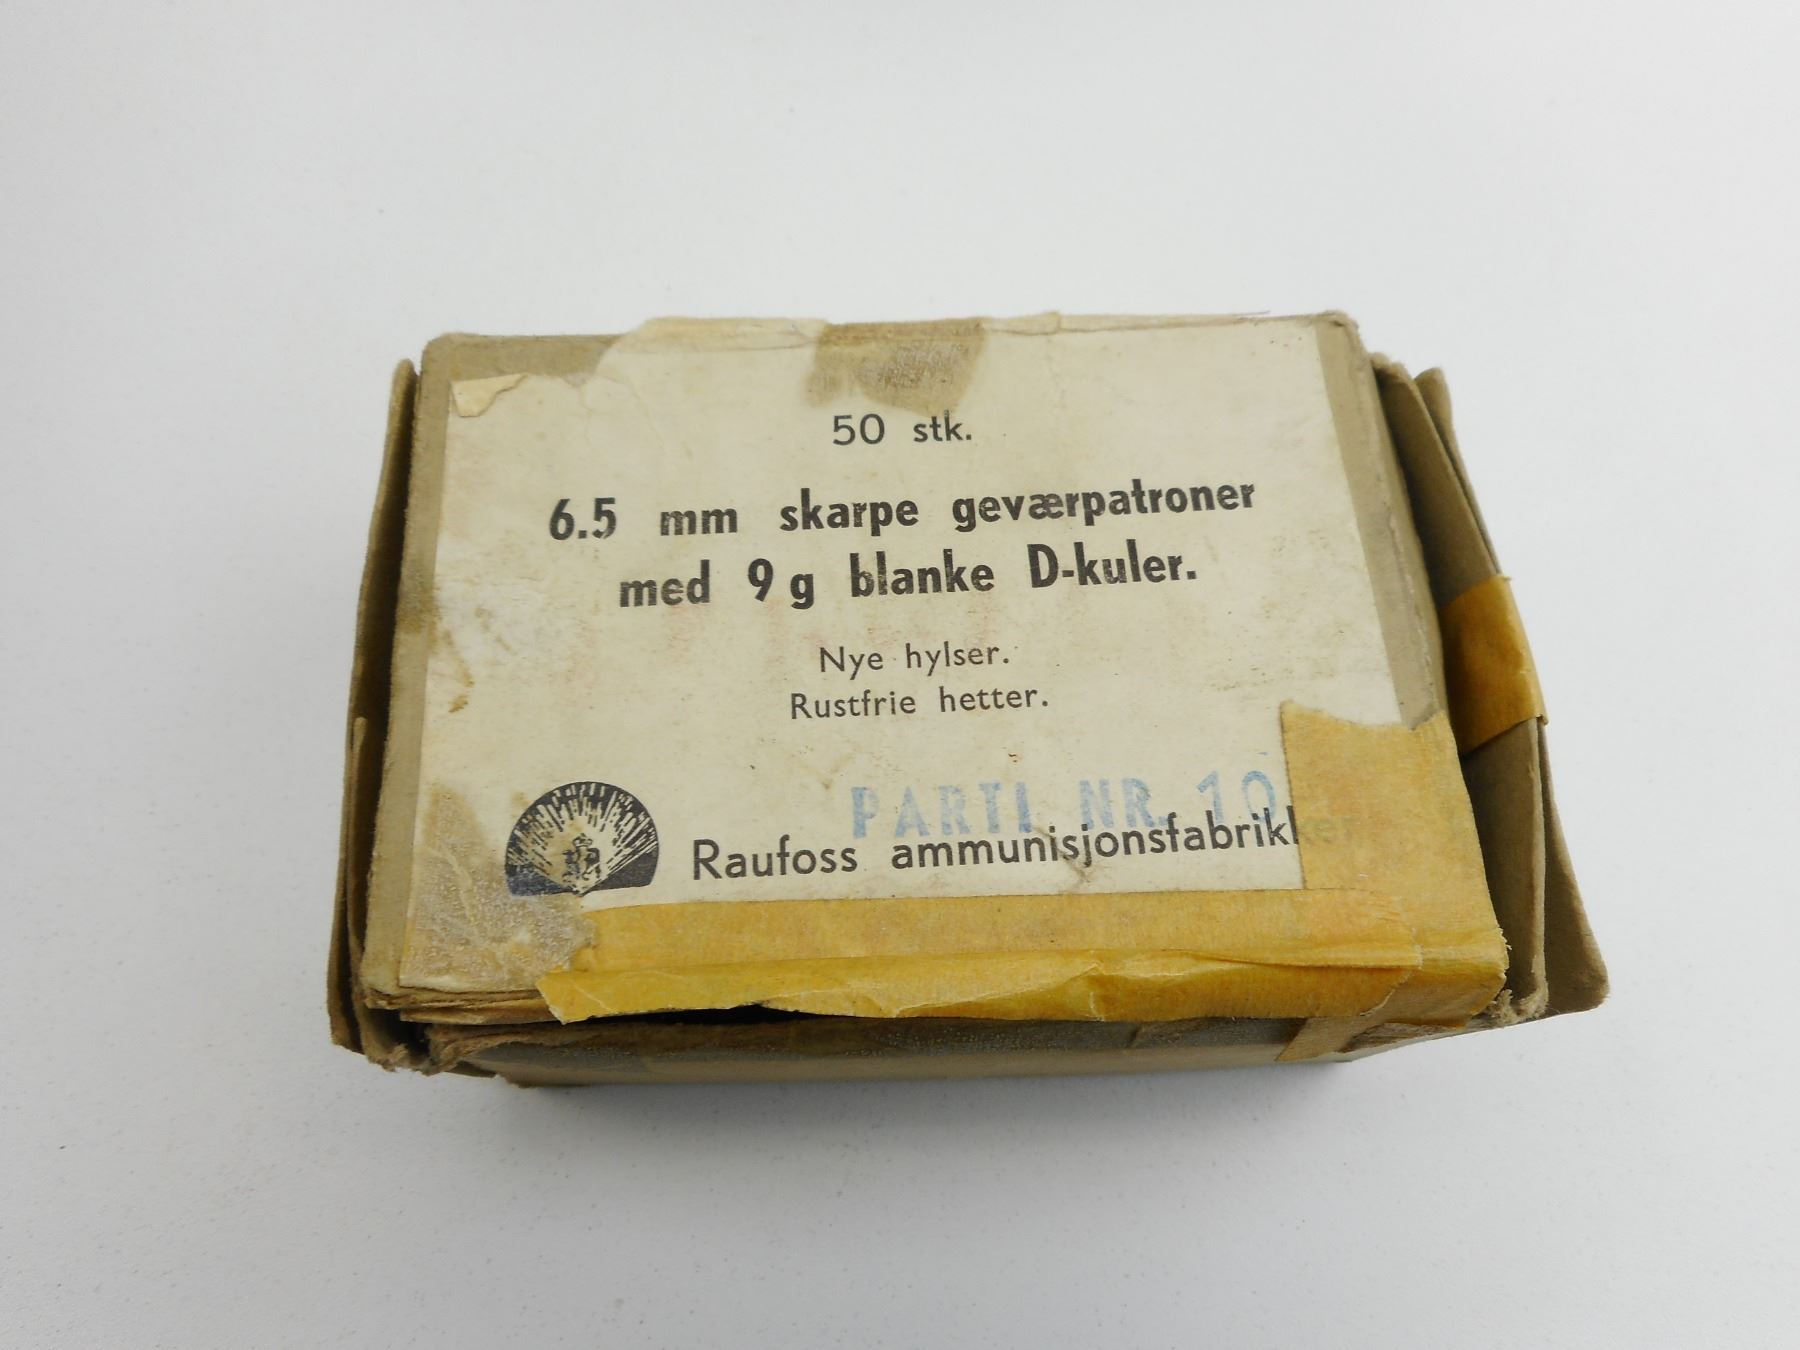 50 stk.
6.5 mm skarpe geværpatroner
med 9 g blanke D-kuler.
Nye hylser.
Rustfrie hetter.
PARTI NR. 10
Raufoss ammunisjonsfabrikker